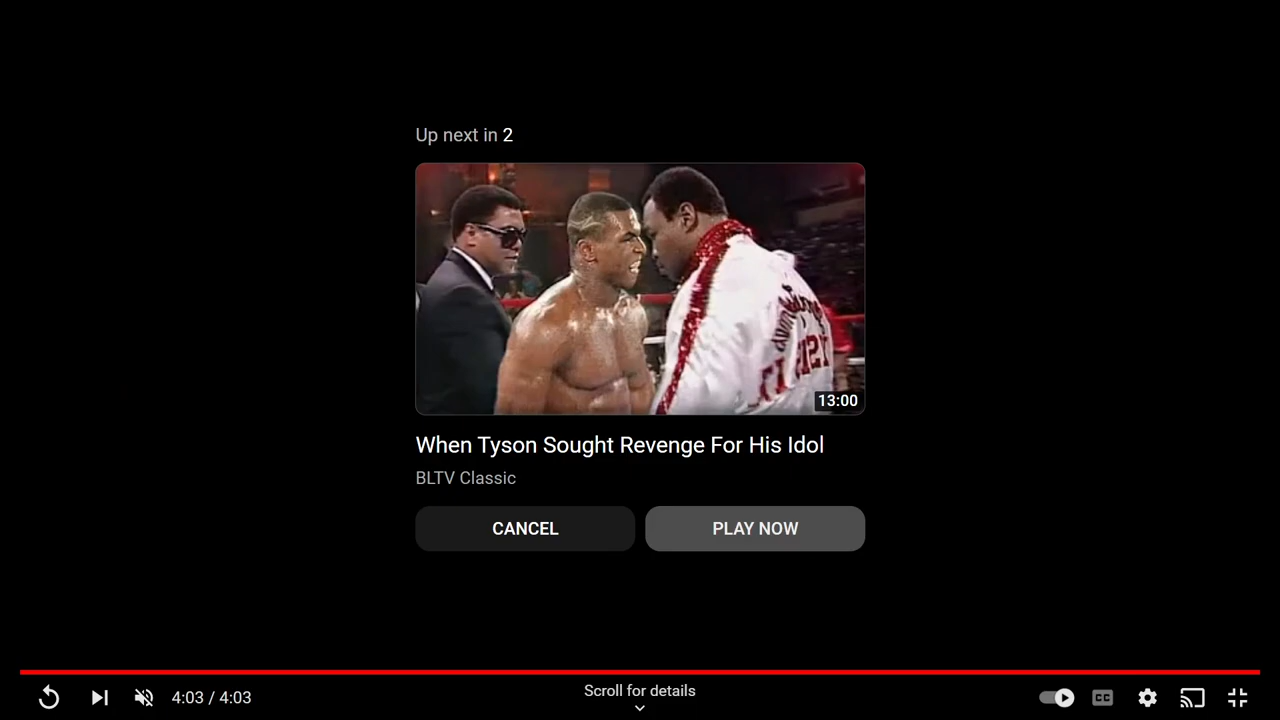 Up next in 2
13:00
When Tyson Sought Revenge For His Idol
BLTV Classic
CANCEL
PLAY NOW
4:03 / 4:03
Scroll for details
CC